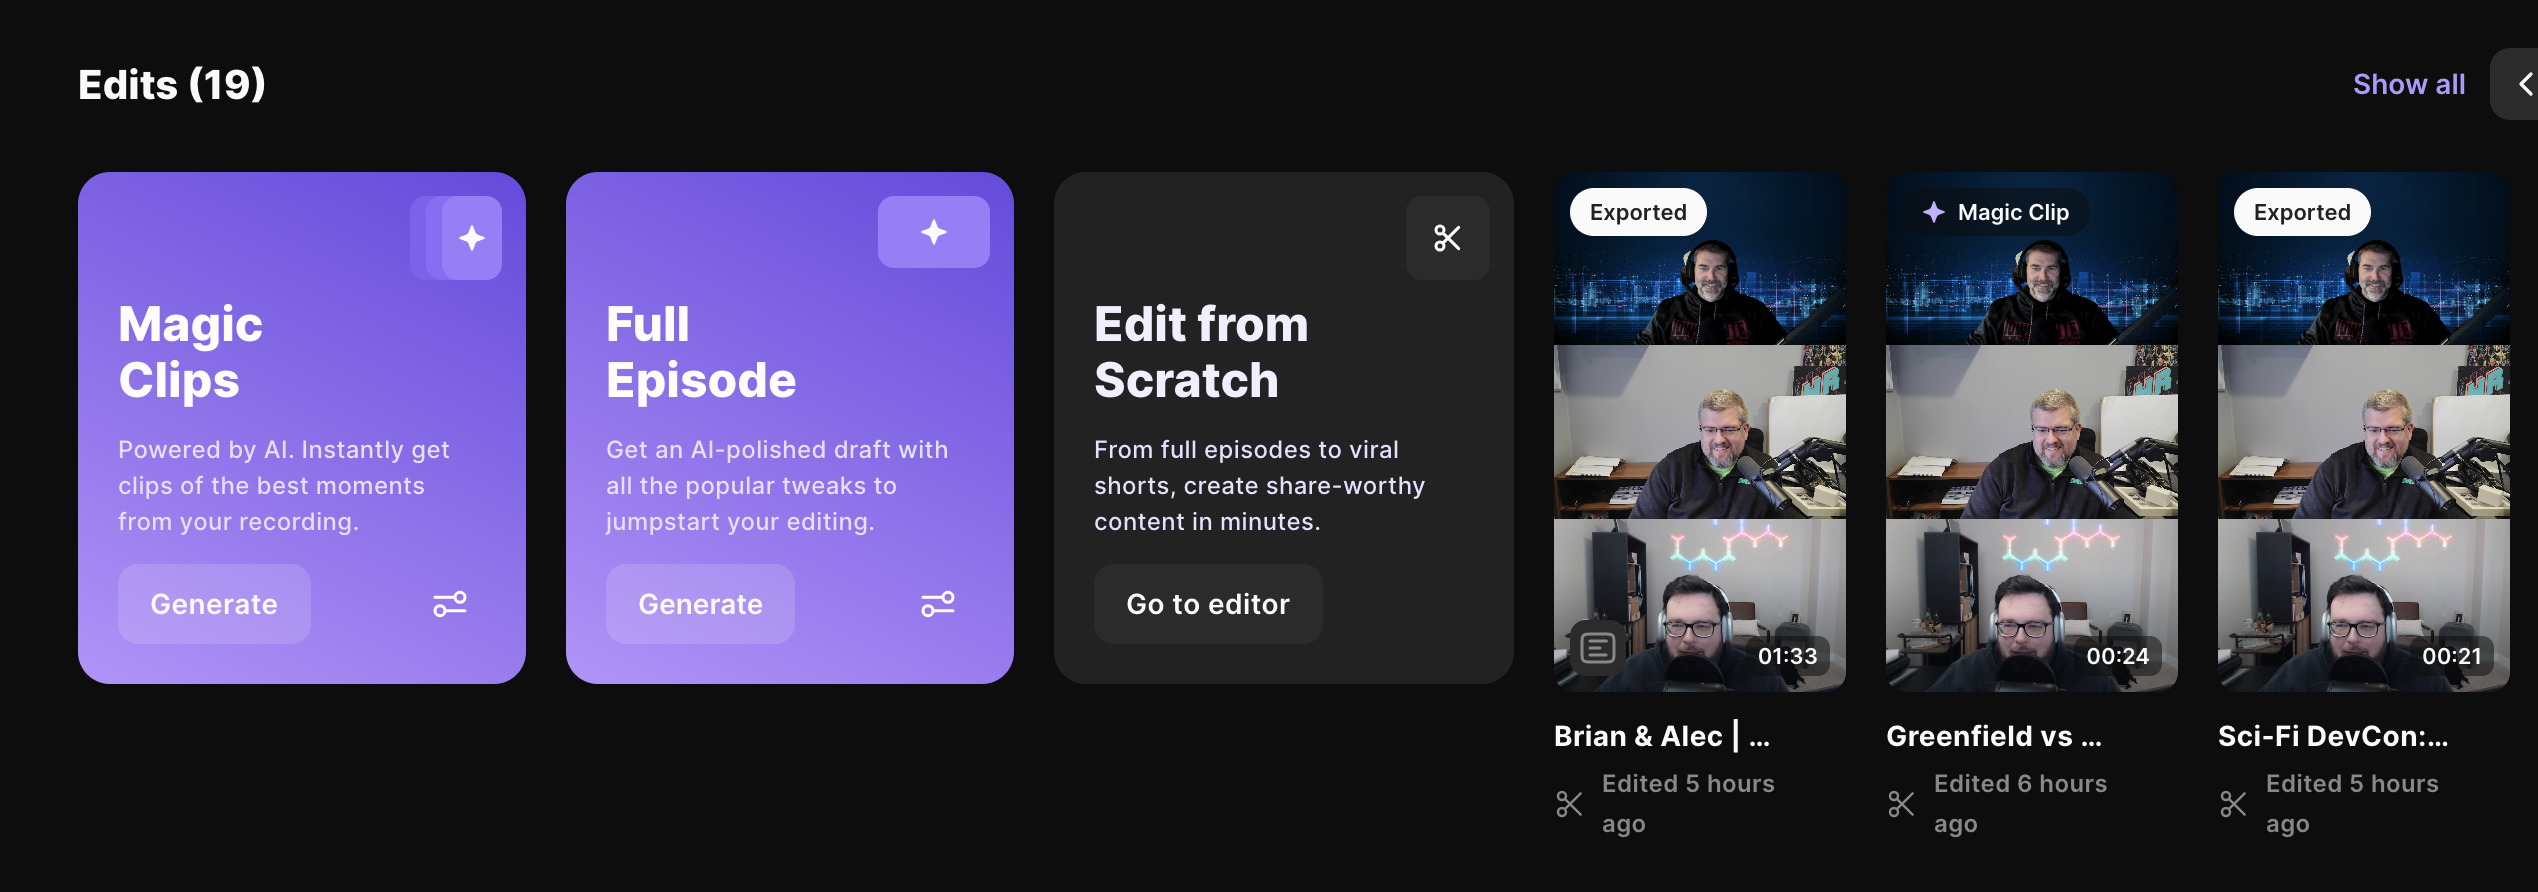 Edits (19)
Show all
Magic
Clips
Powered by AI. Instantly get
clips of the best moments
from your recording.
Generate
Full
Episode
Get an AI-polished draft with
all the popular tweaks to
jumpstart your editing.
Generate
Edit from
Scratch
From full episodes to viral
shorts, create share-worthy
content in minutes.
Go to editor
Exported
01:33
Brian & Alec | ...
Edited 5 hours
ago
Magic Clip
00:24
Greenfield vs ...
Edited 6 hours
ago
Exported
00:21
Sci-Fi DevCon:...
Edited 5 hours
ago